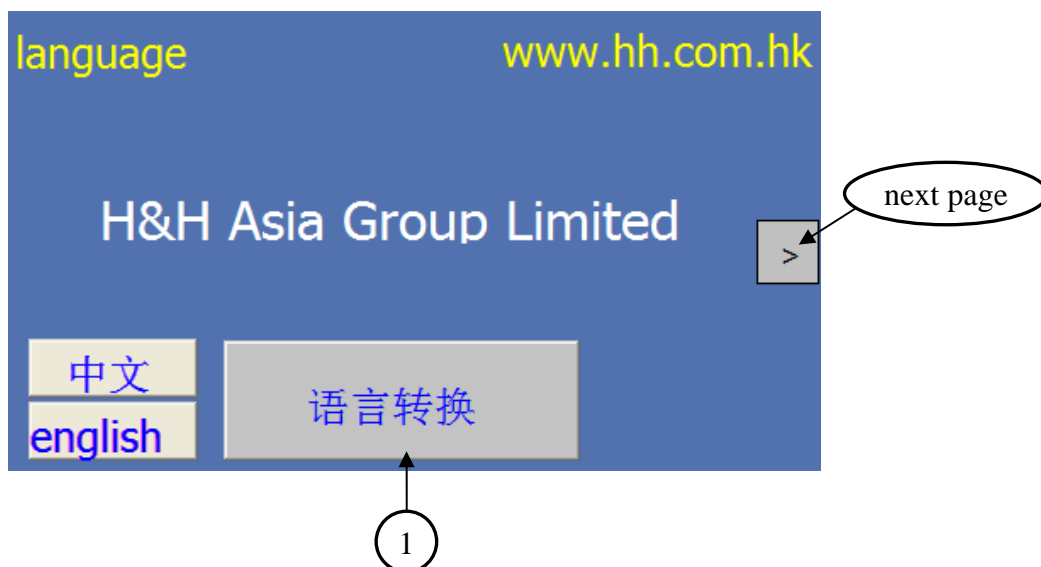 language
www.hh.com.hk
next page
H&H Asia Group Limited
>
中文
语言转换
english
1